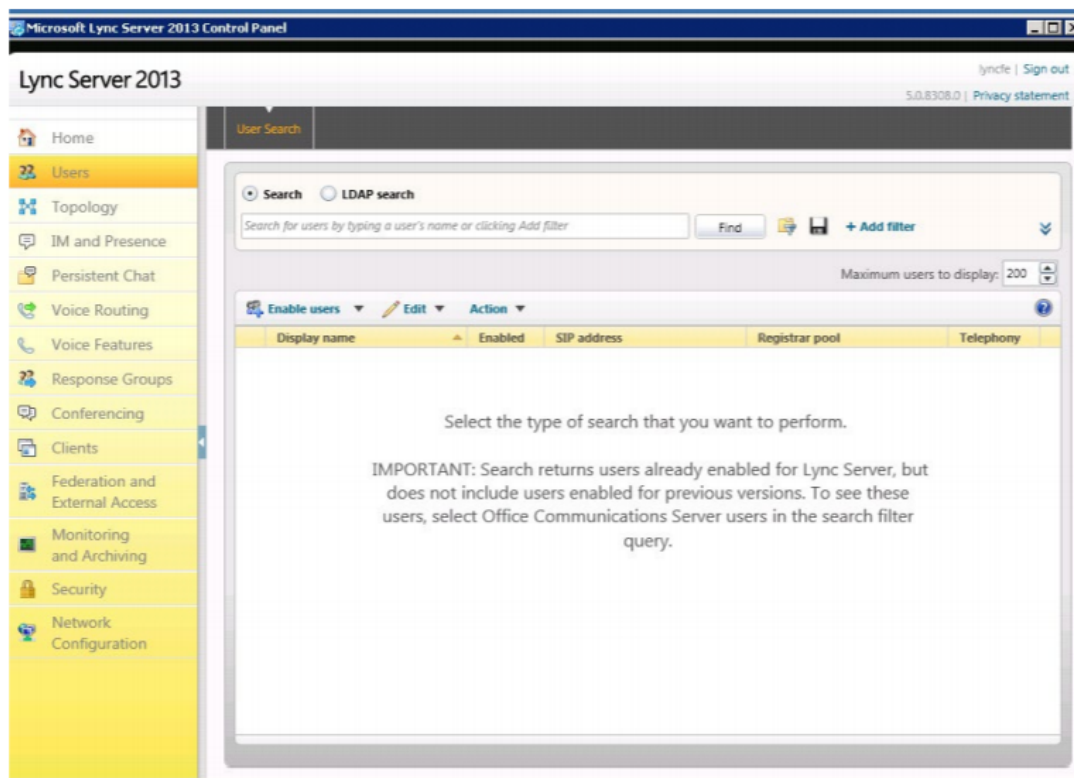 Microsoft Lync Server 2013 Control Panel
Lync Server 2013
lyncfe | Sign out
5.0.8308.0 | Privacy statement
Home
Users
Topology
IM and Presence
Persistent Chat
Voice Routing
Voice Features
Response Groups
Conferencing
Clients
Federation and
External Access
Monitoring
and Archiving
Security
Network
Configuration
User Search
Search LDAP search
Search for users by typing a user's name or clicking Add filter Find + Add filter
Maximum users to display: 200
Enable users Edit Action
Display name Enabled SIP address Registrar pool Telephony
Select the type of search that you want to perform.
IMPORTANT: Search returns users already enabled for Lync Server, but
does not include users enabled for previous versions. To see these
users, select Office Communications Server users in the search filter
query.